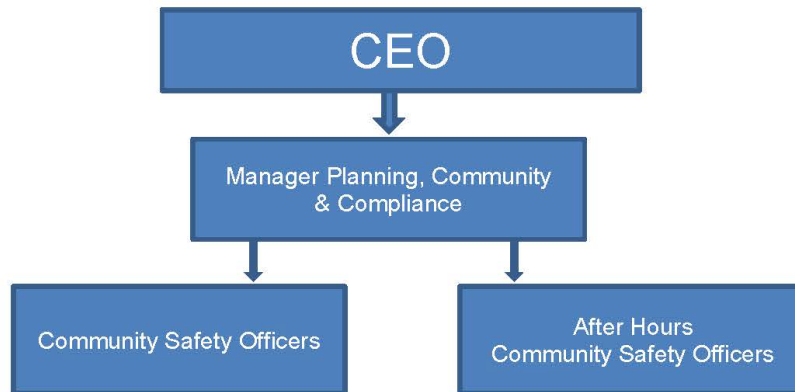 CEO
Manager Planning, Community
& Compliance
Community Safety Officers
After Hours
Community Safety Officers